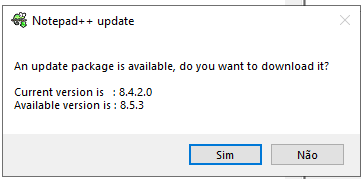 Notepad++ update
An update package is available, do you want to download it?
Current version is : 8.4.2.0
Available version is : 8.5.3
Sim Não